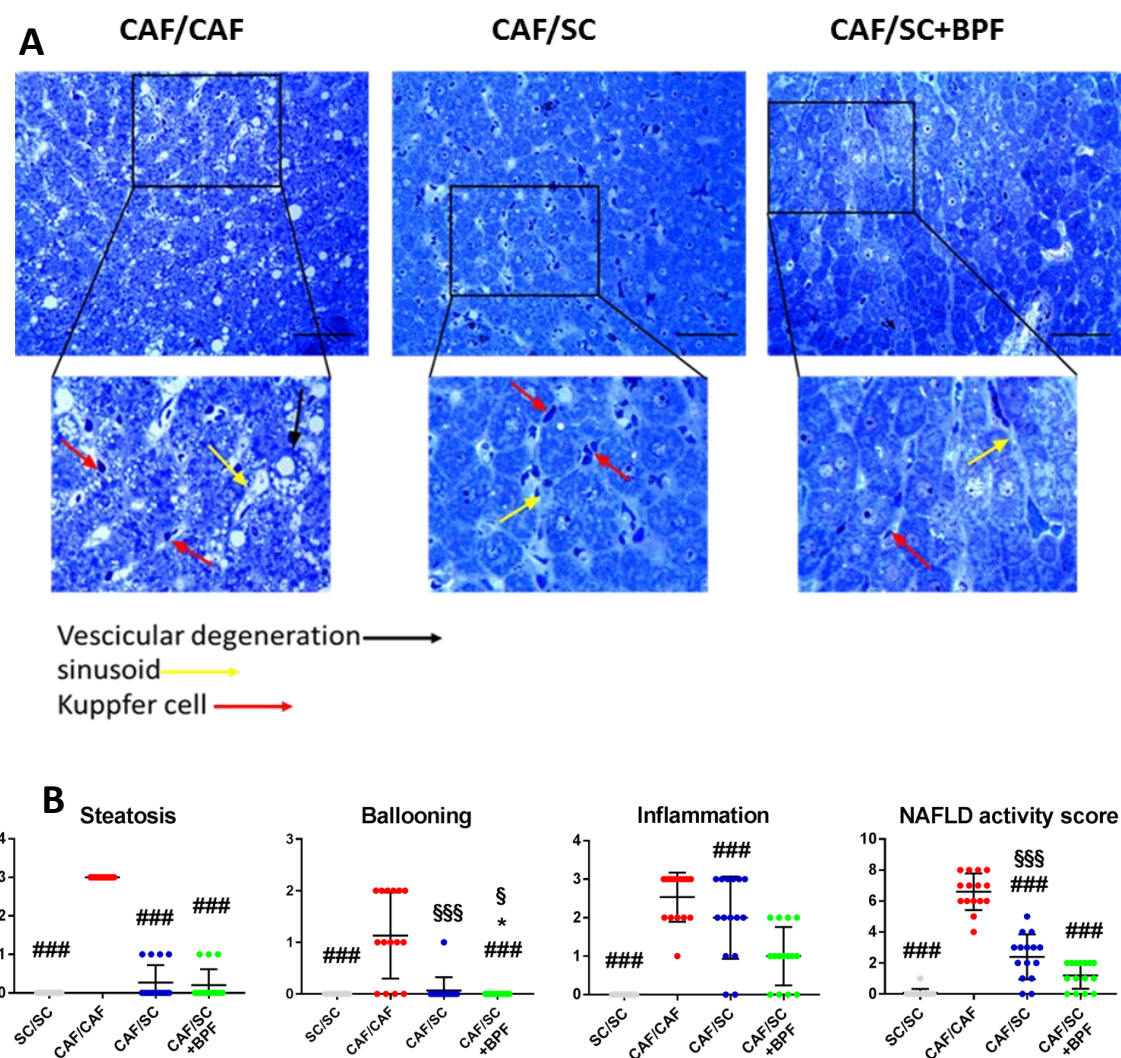 A
CAF/CAF
CAF/SC
CAF/SC+BPF
Vescicular degeneration
sinusoid
Kuppfer cell
B
Steatosis
4
3
2
1
0
###
###
###
SC/SC
CAF/CAF
CAF/SC
CAF/SC
+BPF
Ballooning
3
2
1
0
###
§§§
§
*
###
SC/SC
CAF/CAF
CAF/SC
CAF/SC
+BPF
Inflammation
4
3
2
1
0
###
###
SC/SC
CAF/CAF
CAF/SC
CAF/SC
+BPF
NAFLD activity score
10
8
6
4
2
0
###
§§§
###
###
SC/SC
CAF/CAF
CAF/SC
CAF/SC
+BPF